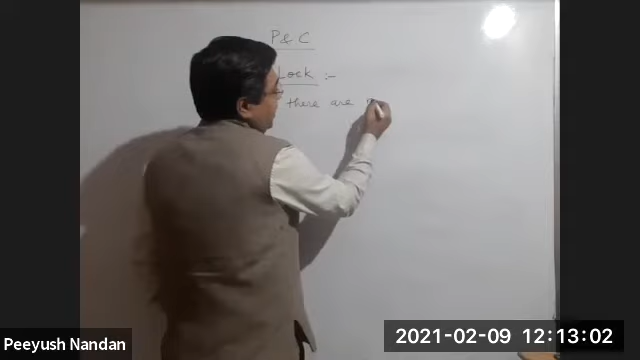 P & C
Lock :-
there are
Peeyush Nandan
2021-02-09 12:13:02